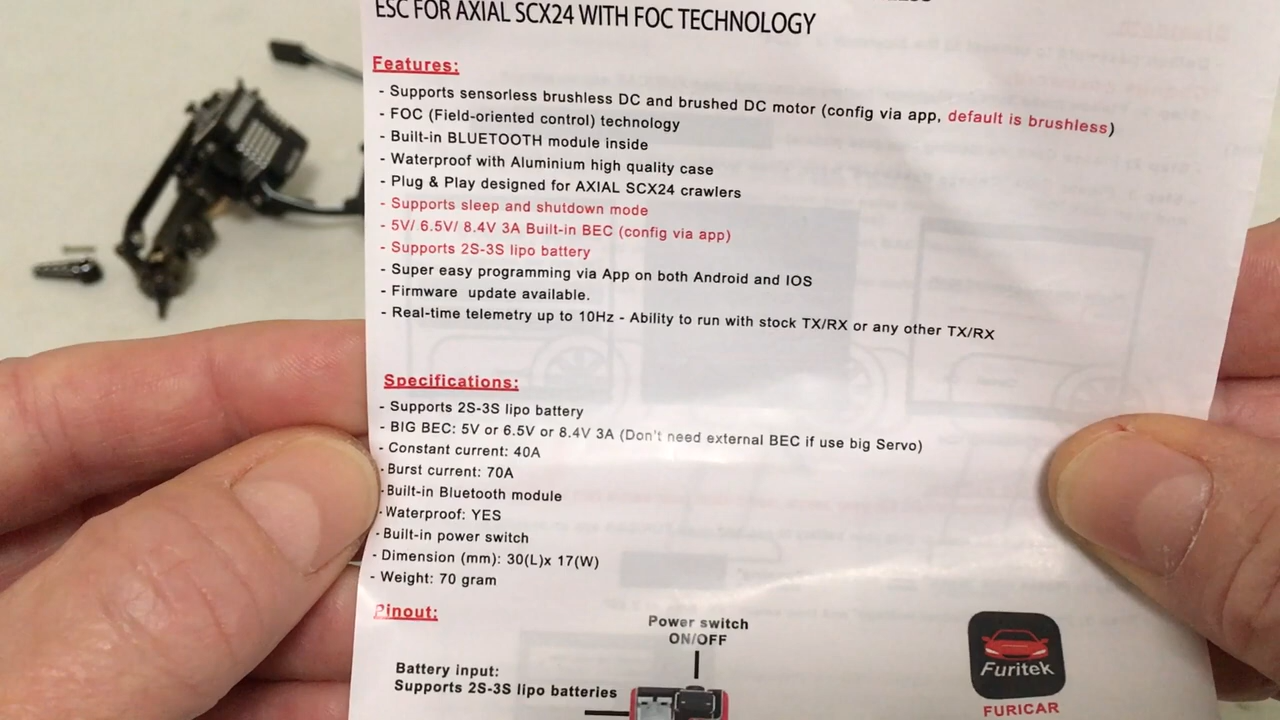 ESC FOR AXIAL SCX24 WITH FOC TECHNOLOGY
Features:
- Supports sensorless brushless DC and brushed DC motor (config via app, default is brushless)
- FOC (Field-oriented control) technology
- Built-in BLUETOOTH module inside
- Waterproof with Aluminium high quality case
- Plug & Play designed for AXIAL SCX24 crawlers
- Supports sleep and shutdown mode
- 5V/ 6.5V/ 8.4V 3A Built-in BEC (config via app)
- Supports 2S-3S lipo battery
- Super easy programming via App on both Android and IOS
- Firmware update available.
- Real-time telemetry up to 10Hz - Ability to run with stock TX/RX or any other TX/RX
Specifications:
- Supports 2S-3S lipo battery
- BIG BEC: 5V or 6.5V or 8.4V 3A (Don't need external BEC if use big Servo)
- Constant current: 40A
- Burst current: 70A
- Built-in Bluetooth module
- Waterproof: YES
- Built-in power switch
- Dimension (mm): 30(L)x 17(W)
- Weight: 70 gram
Pinout:
Power switch
ON/OFF
Battery input:
Supports 2S-3S lipo batteries
Furitek
FURICAR